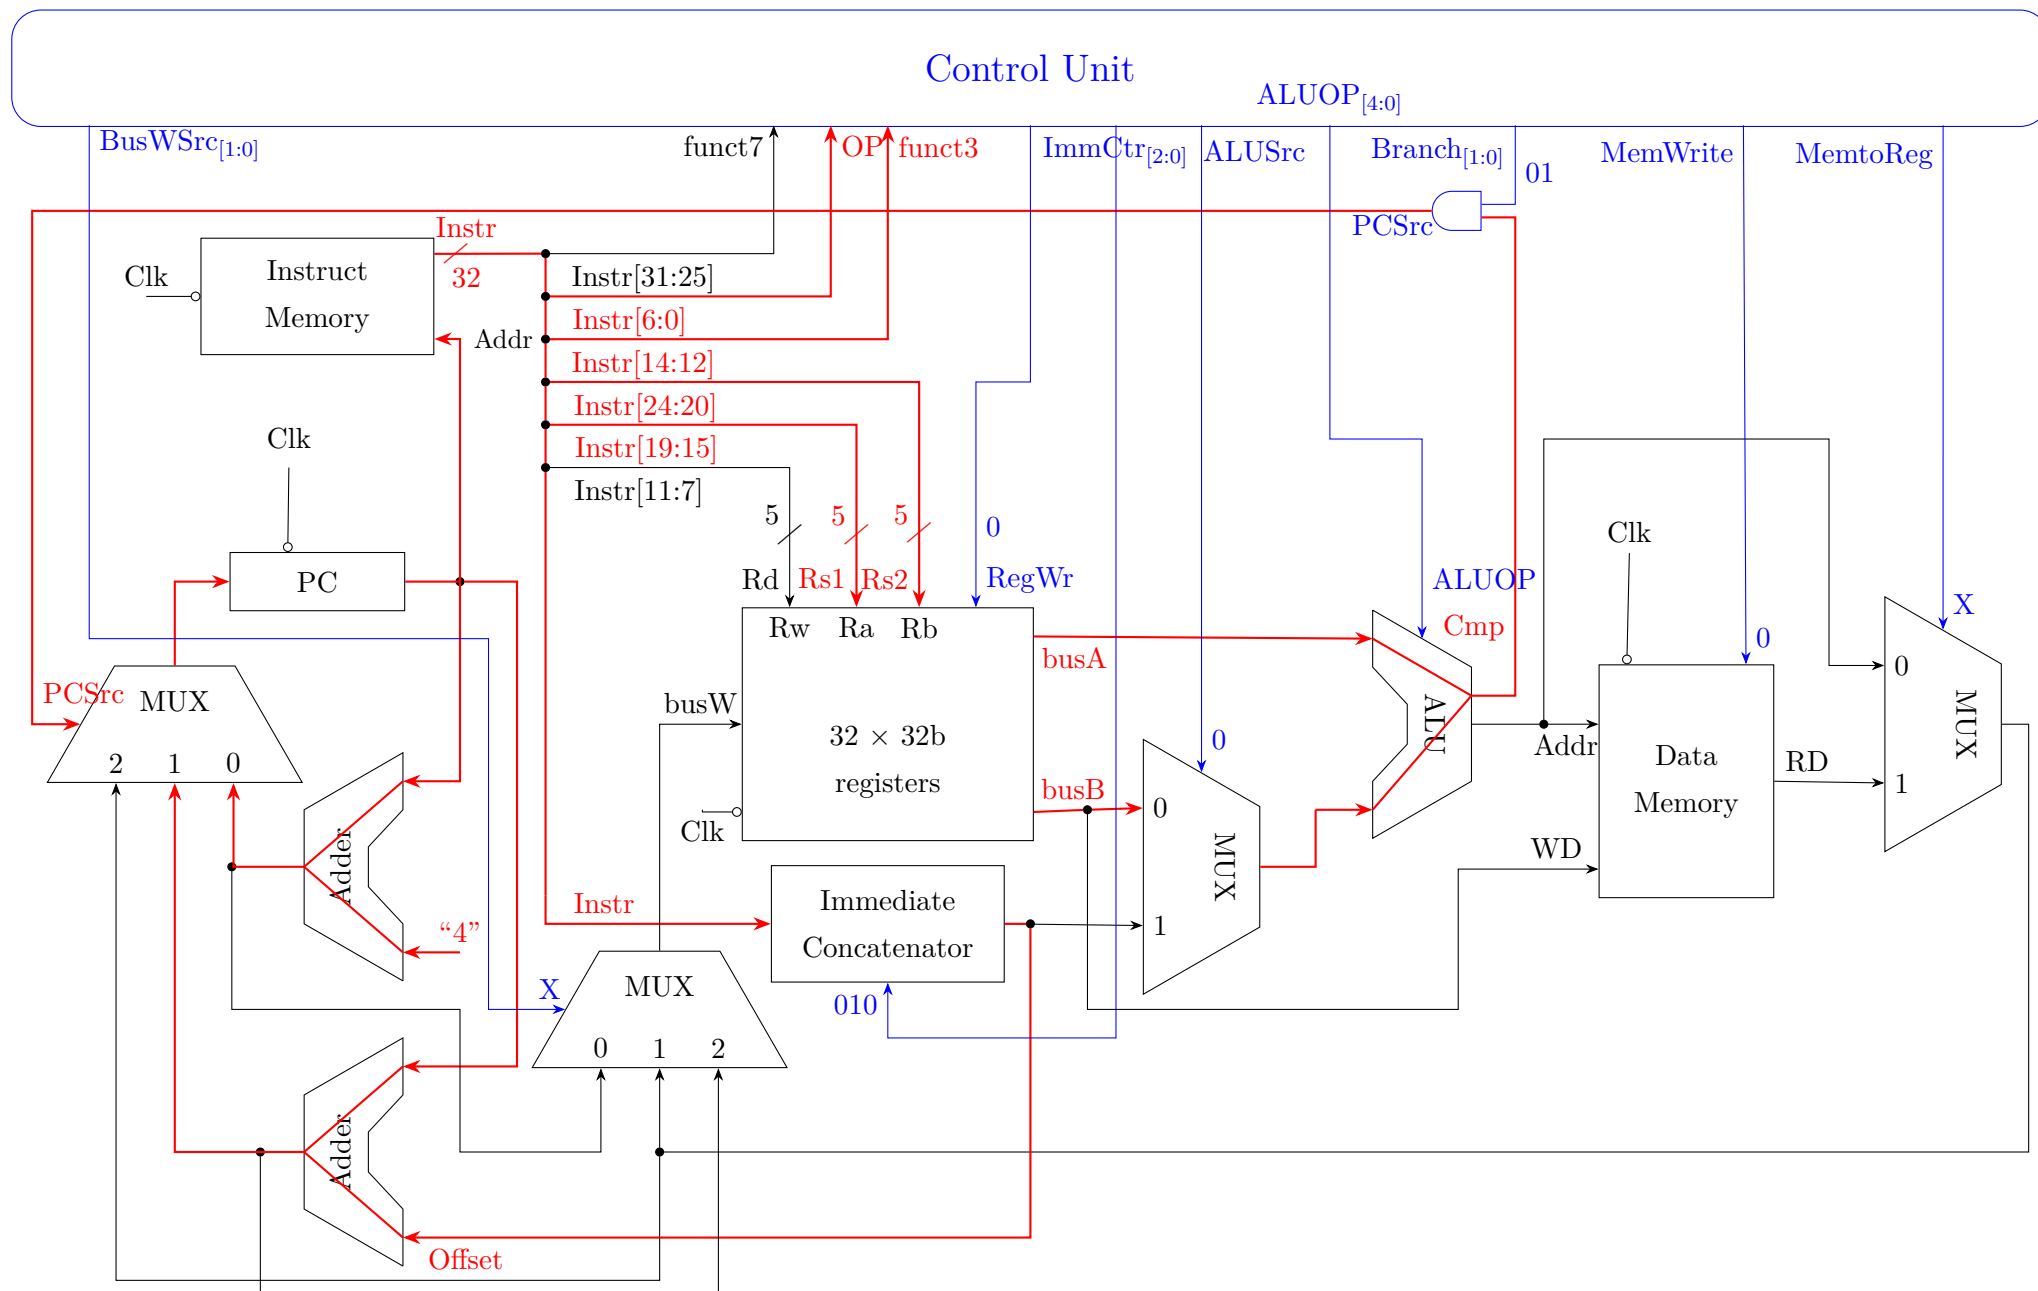 Control Unit
ALUOP[4:0]
BusWSrc[1:0]
funct7
OP
funct3
ImmCtr[2:0]
ALUSrc
Branch[1:0]
MemWrite
MemtoReg
01
PCSrc
Instr
32
Clk
Instruct
Memory
Instr[31:25]
Instr[6:0]
Addr
Instr[14:12]
Instr[24:20]
Instr[19:15]
Instr[11:7]
Clk
5
5
5
0
Clk
PC
Rd
Rs1
Rs2
RegWr
ALUOP
X
Rw
Ra
Rb
Cmp
0
busA
0
PCSrc
MUX
busW
32 × 32b
registers
ALU
MUX
Addr
Data
Memory
RD
0
2
1
0
busB
0
1
Clk
Adder
MUX
WD
“4”
Instr
Immediate
Concatenator
1
X
MUX
010
0
1
2
Adder
Offset